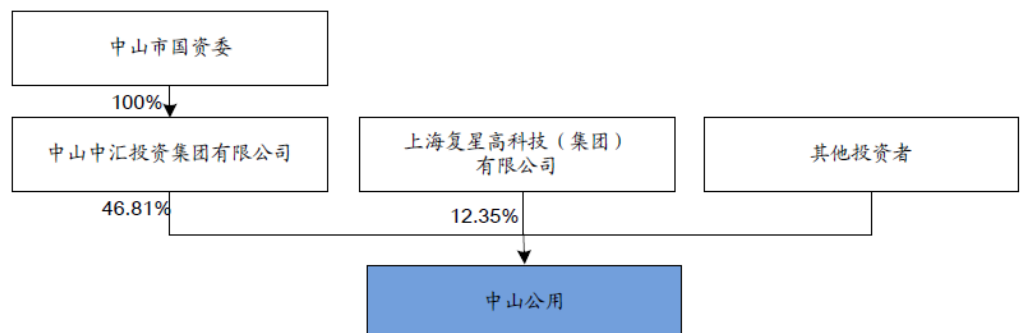 中山市国资委
100%
中山中汇投资集团有限公司
上海复星高科技（集团）
有限公司
其他投资者
46.81%
12.35%
中山公用